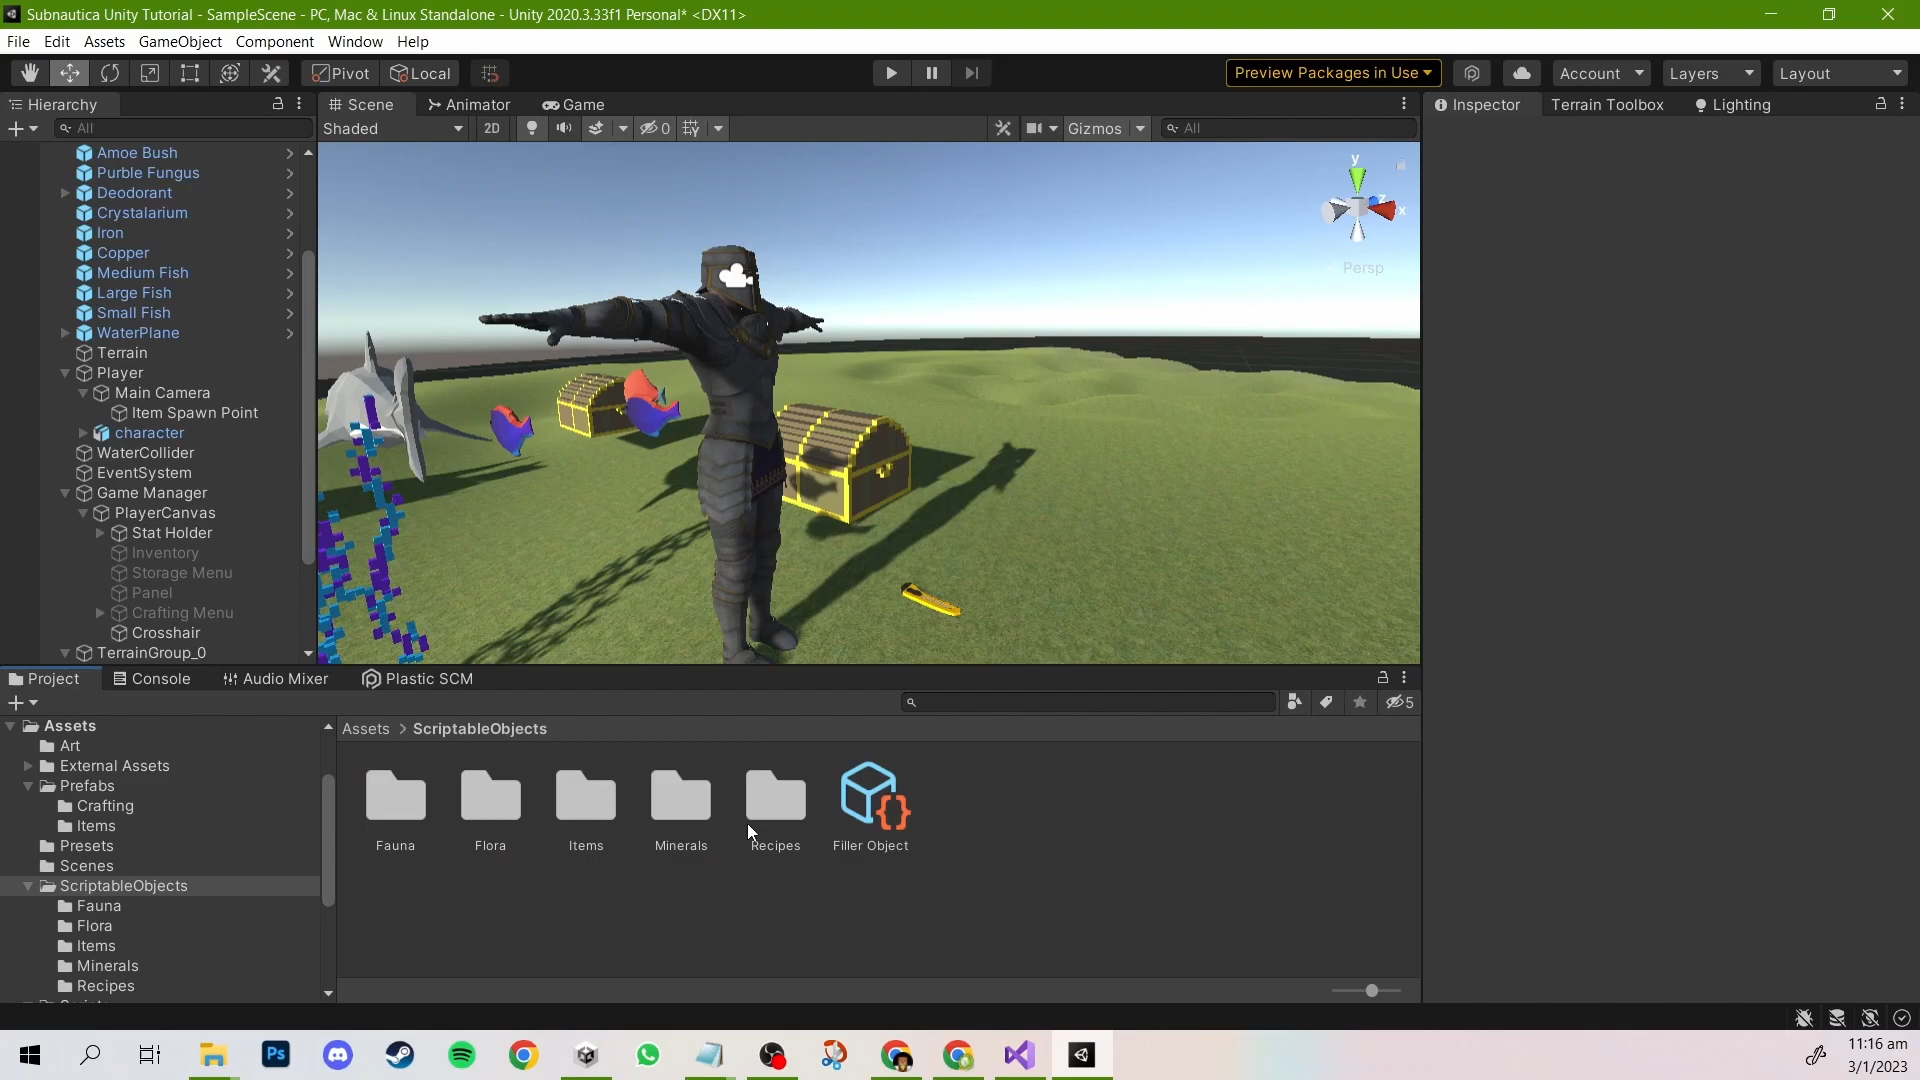 Subnautica Unity Tutorial - SampleScene - PC, Mac & Linux Standalone - Unity 2020.3.33f1 Personal* <DX11>
File Edit Assets GameObject Component Window Help
Pivot Local Preview Packages in Use Account Layers Layout
Hierarchy
All
Amoe Bush
Purble Fungus
Deodorant
Crystalarium
Iron
Copper
Medium Fish
Large Fish
Small Fish
WaterPlane
Terrain
Player
Main Camera
Item Spawn Point
character
WaterCollider
EventSystem
Game Manager
PlayerCanvas
Stat Holder
Inventory
Storage Menu
Panel
Crafting Menu
Crosshair
TerrainGroup_0
Scene Animator Game
Shaded 2D 0 Gizmos All
y
z
x
Persp
Inspector Terrain Toolbox Lighting
Project Console Audio Mixer Plastic SCM
5
Assets
Art
External Assets
Prefabs
Crafting
Items
Presets
Scenes
ScriptableObjects
Fauna
Flora
Items
Minerals
Recipes
Assets > ScriptableObjects
Fauna Flora Items Minerals Recipes Filler Object
Ps
11:16 am
3/1/2023